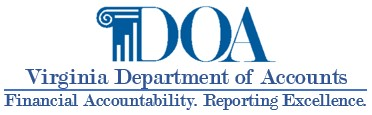 DOA
Virginia Department of Accounts
Financial Accountability. Reporting Excellence.